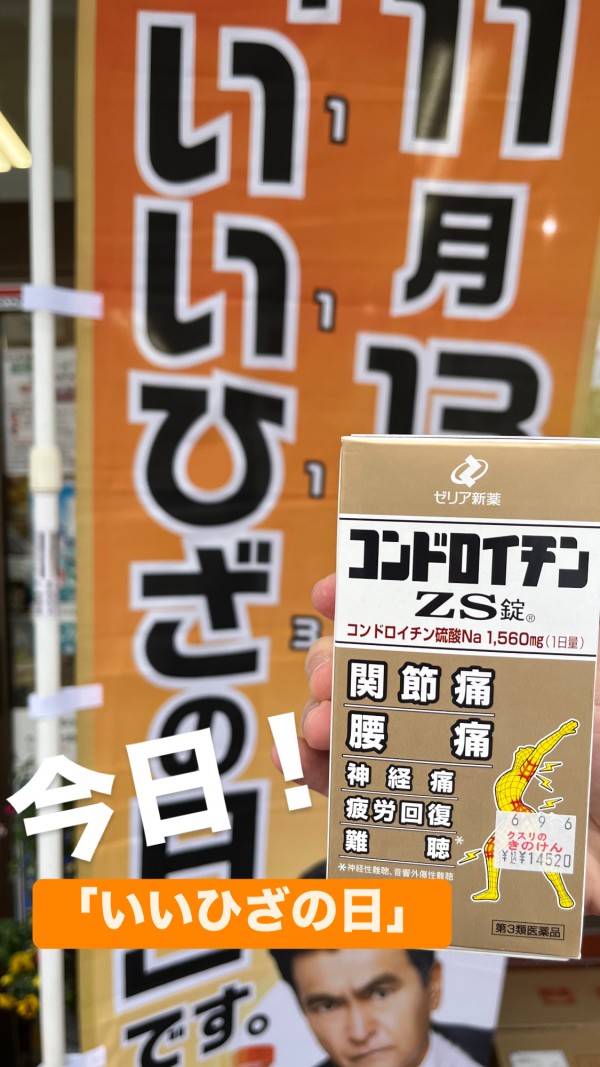 11月13
いいひざの日
1
1
1
3
です。
ゼリア新薬
コンドロイチン
ZS錠®
コンドロイチン硫酸Na 1,560mg(1日量)
関節痛
腰痛
神経痛
疲労回復
難聴*
*神経性難聴、音響外傷性難聴
696
クスリの
きのけん
¥込¥14520
第3類医薬品
今日!
「いいひざの日」